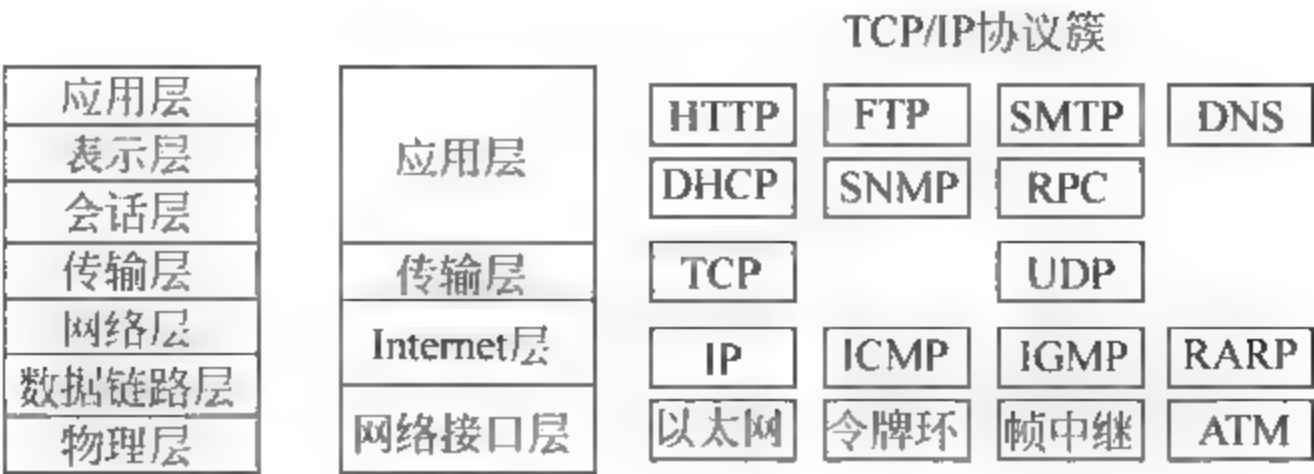 TCP/IP协议簇
应用层
表示层
会话层
传输层
网络层
数据链路层
物理层
应用层
传输层
Internet层
网络接口层
HTTP FTP SMTP DNS
DHCP SNMP RPC
TCP UDP
IP ICMP IGMP RARP
以太网 令牌环 帧中继 ATM